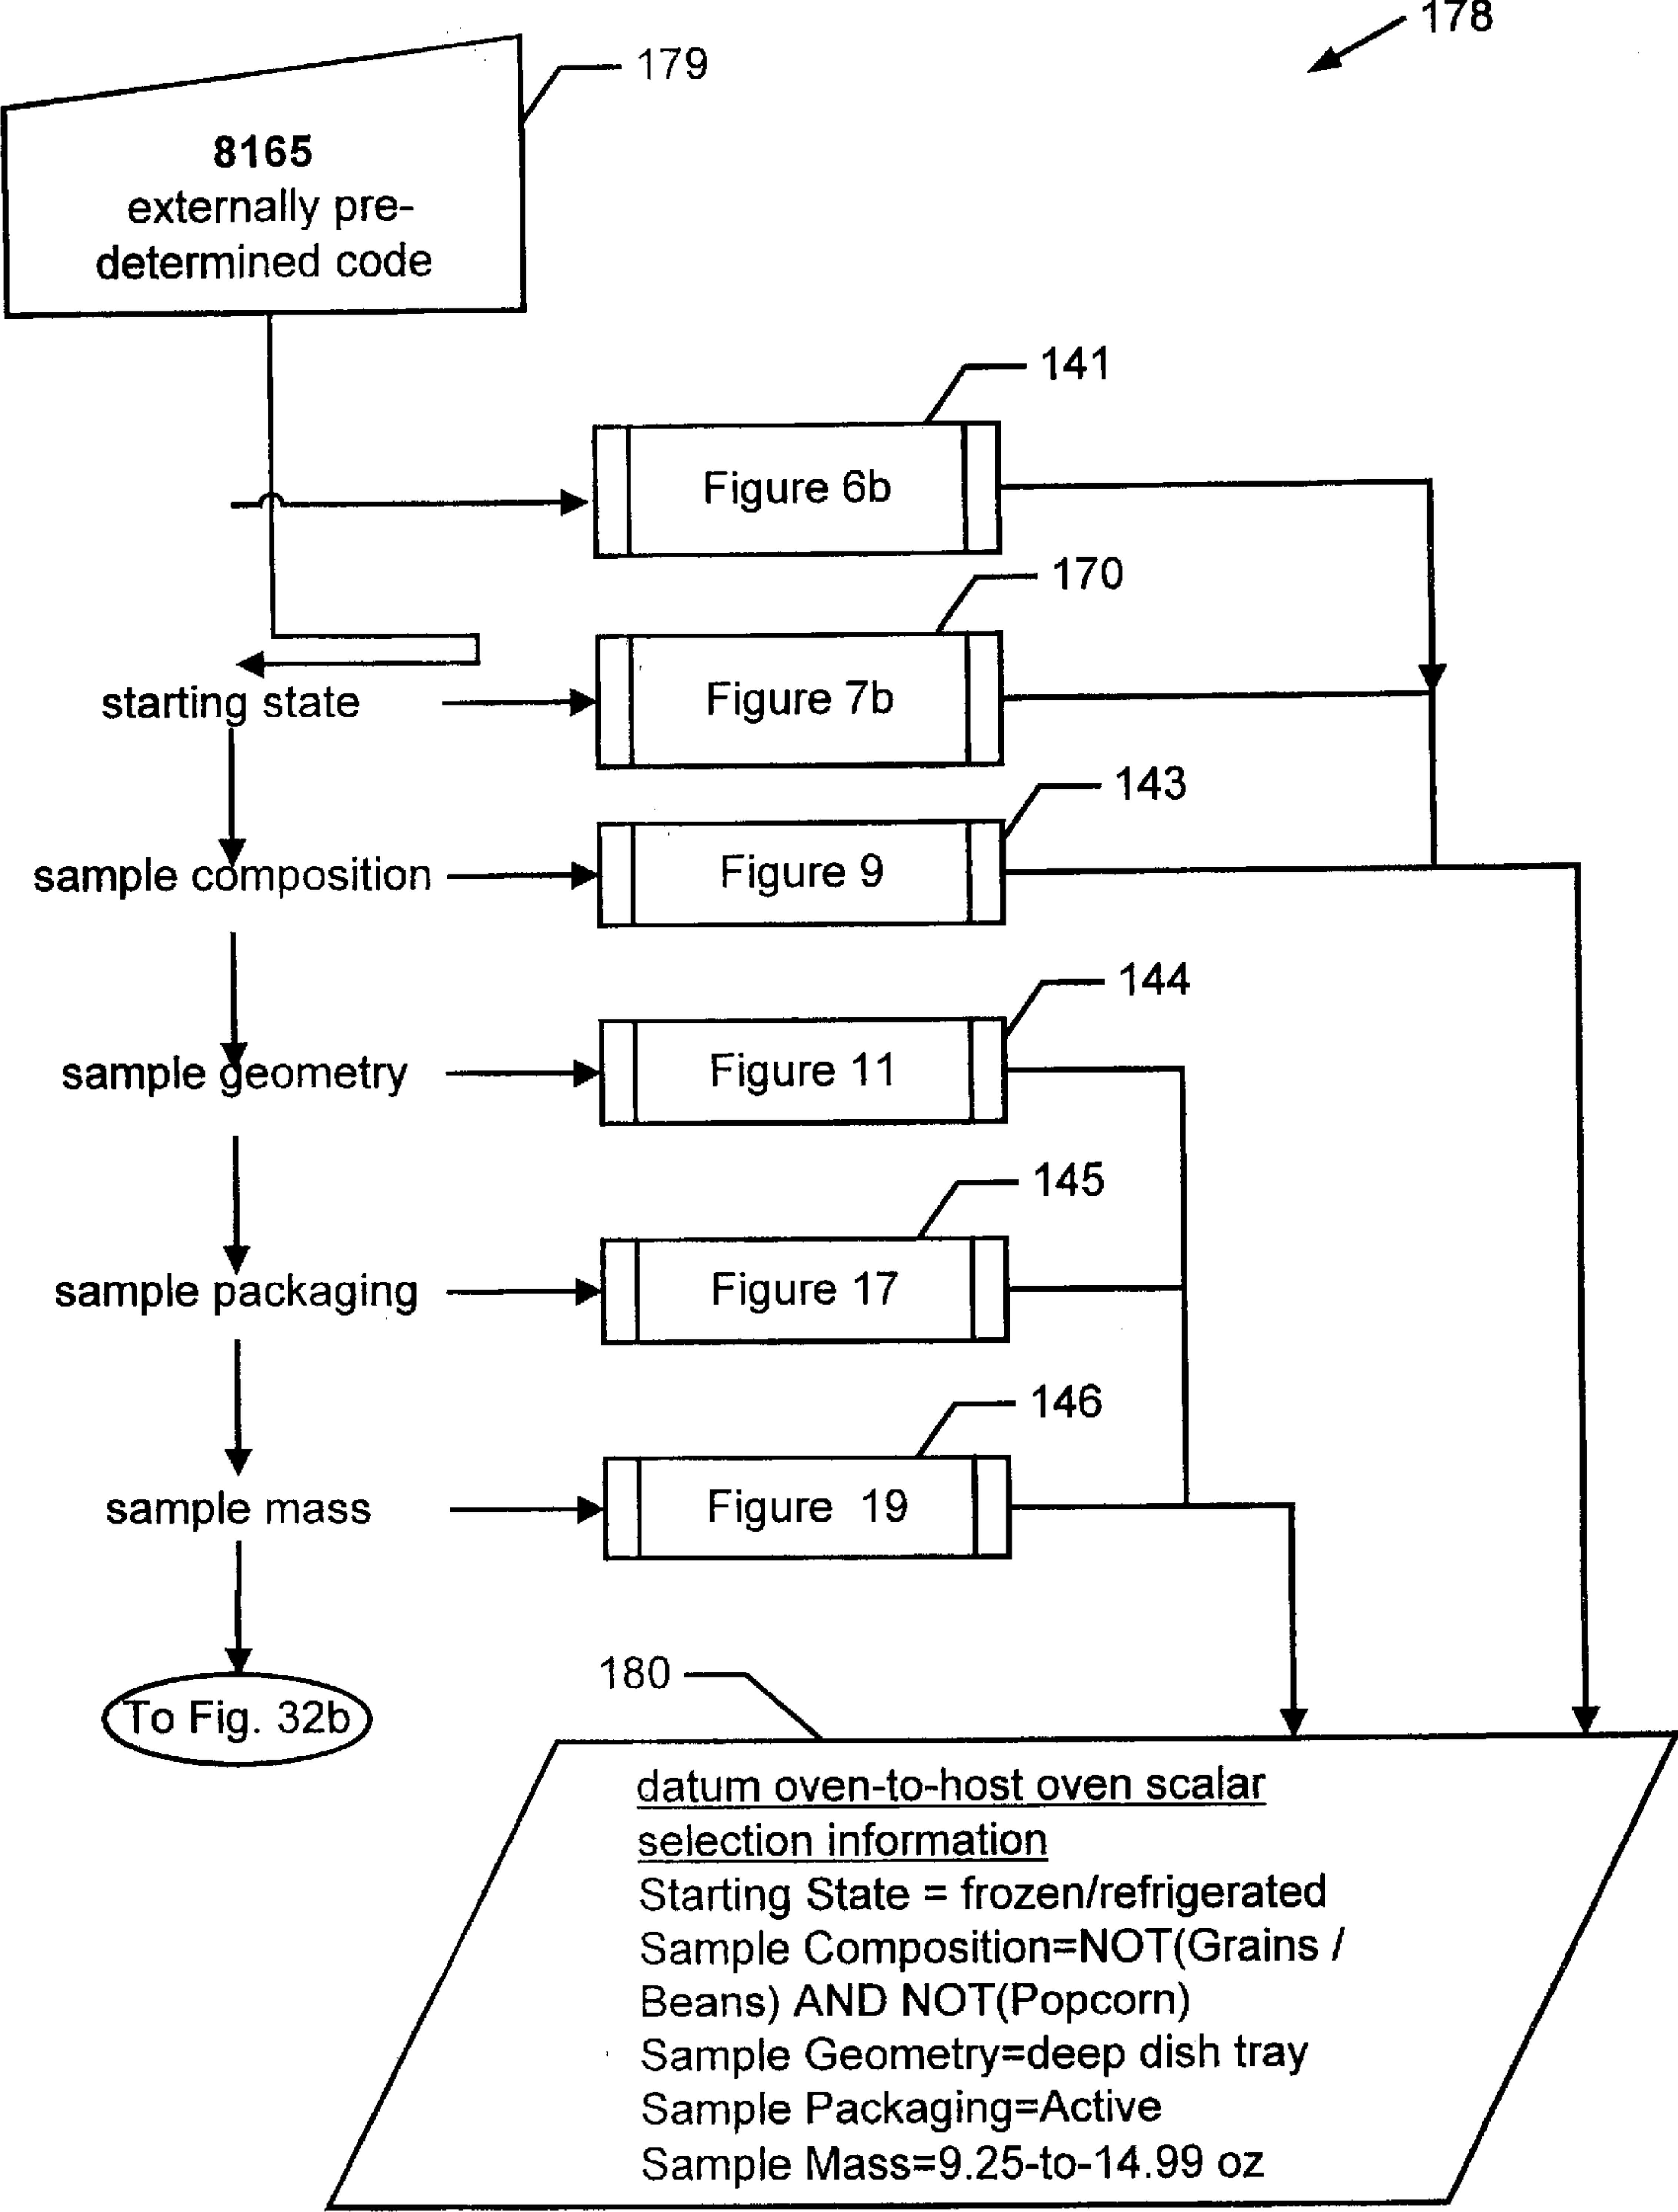 178
179
8165
externally pre-
determined code
141
Figure 6b
170
starting state
Figure 7b
143
sample composition
Figure 9
144
sample geometry
Figure 11
145
sample packaging
Figure 17
146
sample mass
Figure 19
180
To Fig. 32b
datum oven-to-host oven scalar
selection information
Starting State = frozen/refrigerated
Sample Composition=NOT(Grains /
Beans) AND NOT(Popcorn)
Sample Geometry=deep dish tray
Sample Packaging=Active
Sample Mass=9.25-to-14.99 oz